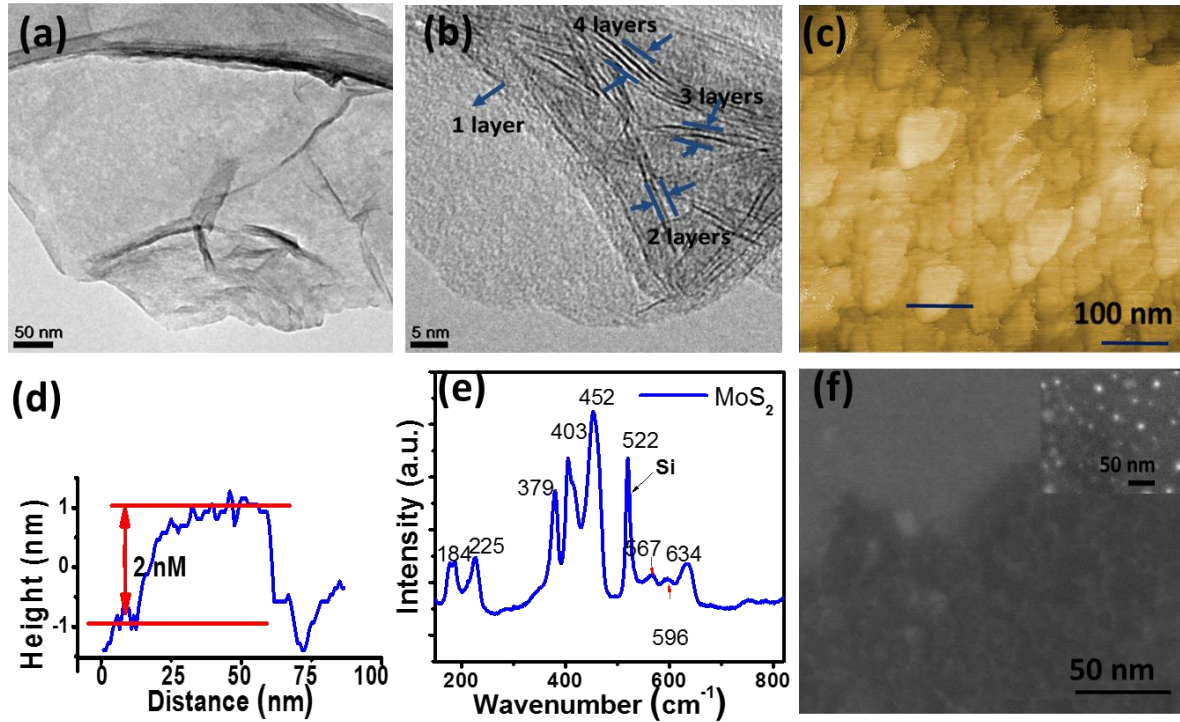 (a)
50 nm
(b)
4 layers
3 layers
1 layer
2 layers
5 nm
(c)
100 nm
(d)
Height (nm)
1
0
-1
2 nM
0
25
50
75
100
Distance (nm)
(e)
Intensity (a.u.)
MoS2
452
403
522
Si
379
184
225
567
634
596
200
400
600
800
Wavenumber (cm-1)
(f)
50 nm
50 nm